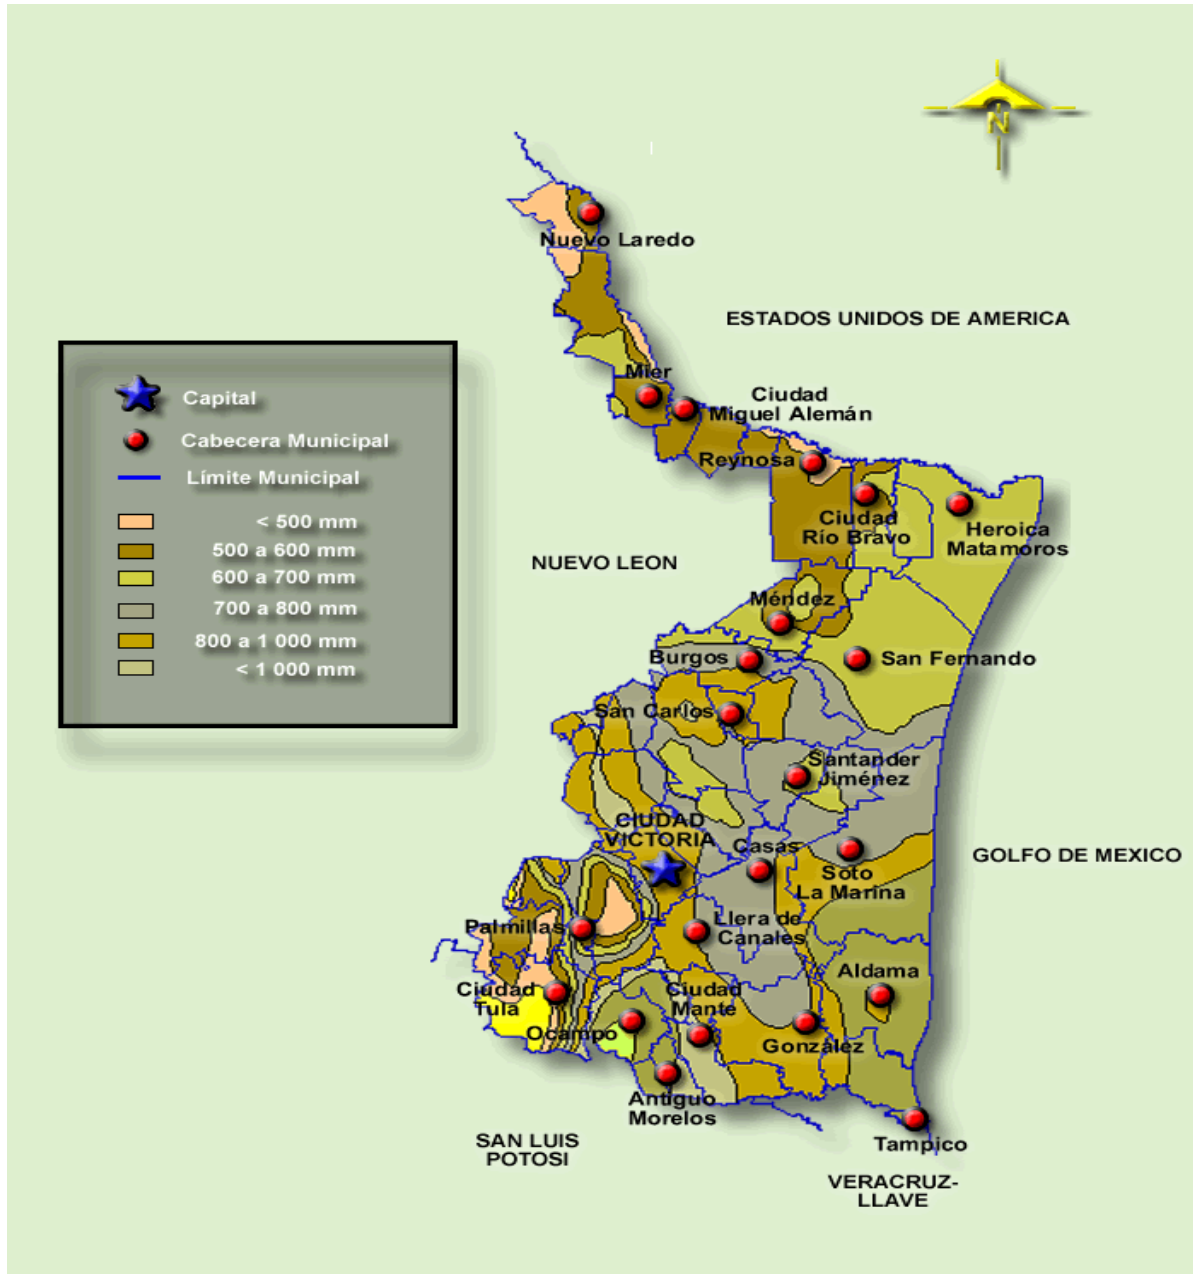 N
Nuevo Laredo
ESTADOS UNIDOS DE AMERICA
Mier
Ciudad
Miguel Alemán
Reynosa
Ciudad
Río Bravo
Heroica
Matamoros
NUEVO LEON
Méndez
Burgos
San Fernando
San Carlos
Santander
Jiménez
CIUDAD
VICTORIA
Casas
Soto
La Marina
GOLFO DE MEXICO
Palmillas
Llera de
Canales
Aldama
Ciudad
Tula
Ciudad
Mante
Ocampo
González
Antiguo
Morelos
Tampico
SAN LUIS
POTOSI
VERACRUZ-
LLAVE
Capital
Cabecera Municipal
Límite Municipal
< 500 mm
500 a 600 mm
600 a 700 mm
700 a 800 mm
800 a 1 000 mm
< 1 000 mm